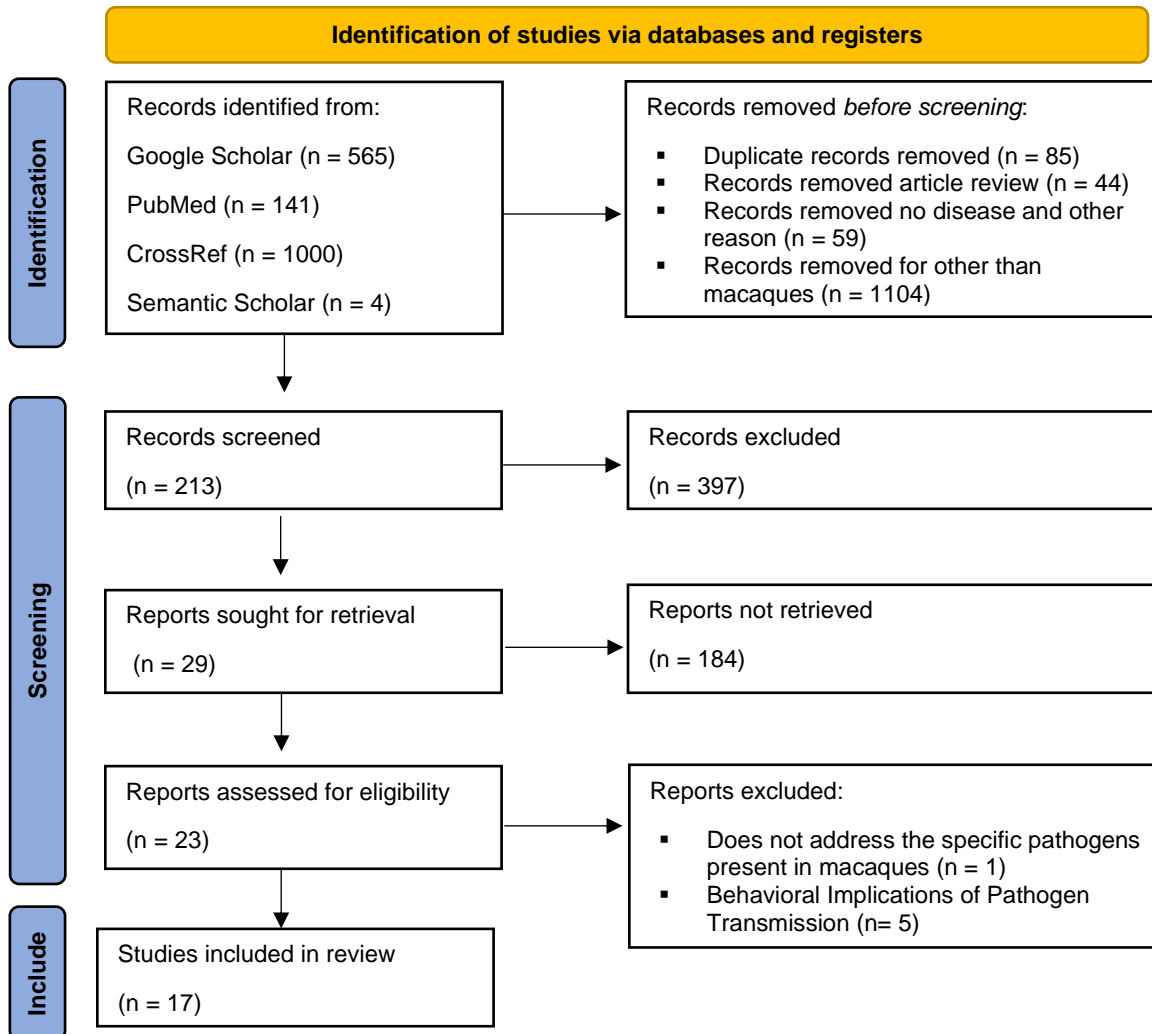 Identification of studies via databases and registers
Identification
Records identified from:
Google Scholar (n = 565)
PubMed (n = 141)
CrossRef (n = 1000)
Semantic Scholar (n = 4)
Records removed before screening:
▪ Duplicate records removed (n = 85)
▪ Records removed article review (n = 44)
▪ Records removed no disease and other
reason (n = 59)
▪ Records removed for other than
macaques (n = 1104)
Screening
Records screened
(n = 213)
Records excluded
(n = 397)
Reports sought for retrieval
(n = 29)
Reports not retrieved
(n = 184)
Reports assessed for eligibility
(n = 23)
Reports excluded:
▪ Does not address the specific pathogens
present in macaques (n = 1)
▪ Behavioral Implications of Pathogen
Transmission (n= 5)
Include
Studies included in review
(n = 17)